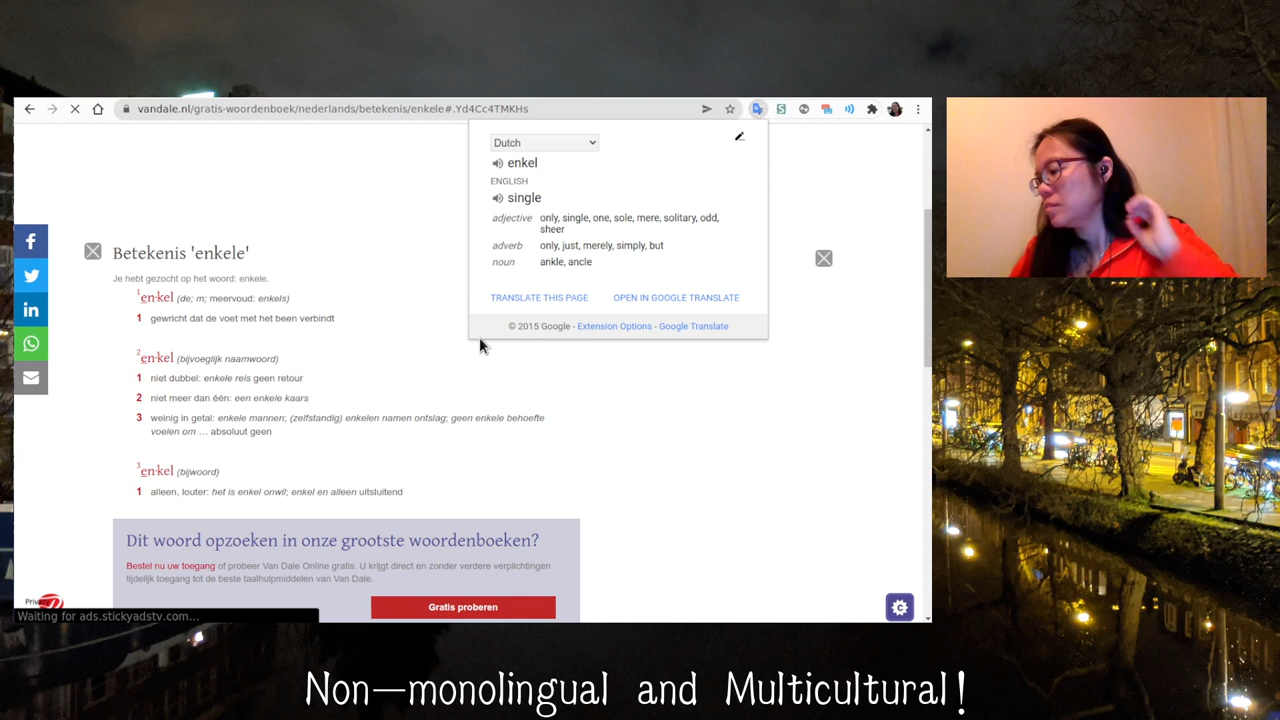 vandale.nl/gratis-woordenboek/nederlands/betekenis/enkele#.Yd4Cc4TMKHs
Dutch
enkel
ENGLISH
single
adjective only, single, one, sole, mere, solitary, odd,
sheer
adverb only, just, merely, simply, but
noun ankle, ancle
TRANSLATE THIS PAGE OPEN IN GOOGLE TRANSLATE
© 2015 Google - Extension Options - Google Translate
Betekenis 'enkele'
Je hebt gezocht op het woord: enkele.
1en·kel (de; m; meervoud: enkels)
1 gewricht dat de voet met het been verbindt
2en·kel (bijvoeglijk naamwoord)
1 niet dubbel: enkele reis geen retour
2 niet meer dan één: een enkele kaars
3 weinig in getal: enkele mannen; (zelfstandig) enkelen namen ontslag; geen enkele behoefte
voelen om … absoluut geen
3en·kel (bijwoord)
1 alleen, louter: het is enkel onwil; enkel en alleen uitsluitend
Dit woord opzoeken in onze grootste woordenboeken?
Bestel nu uw toegang of probeer Van Dale Online gratis. U krijgt direct en zonder verdere verplichtingen
tijdelijk toegang tot de beste taalhulpmiddelen van Van Dale.
Gratis proberen
Waiting for ads.stickyadstv.com...
Non-monolingual and Multicultural!